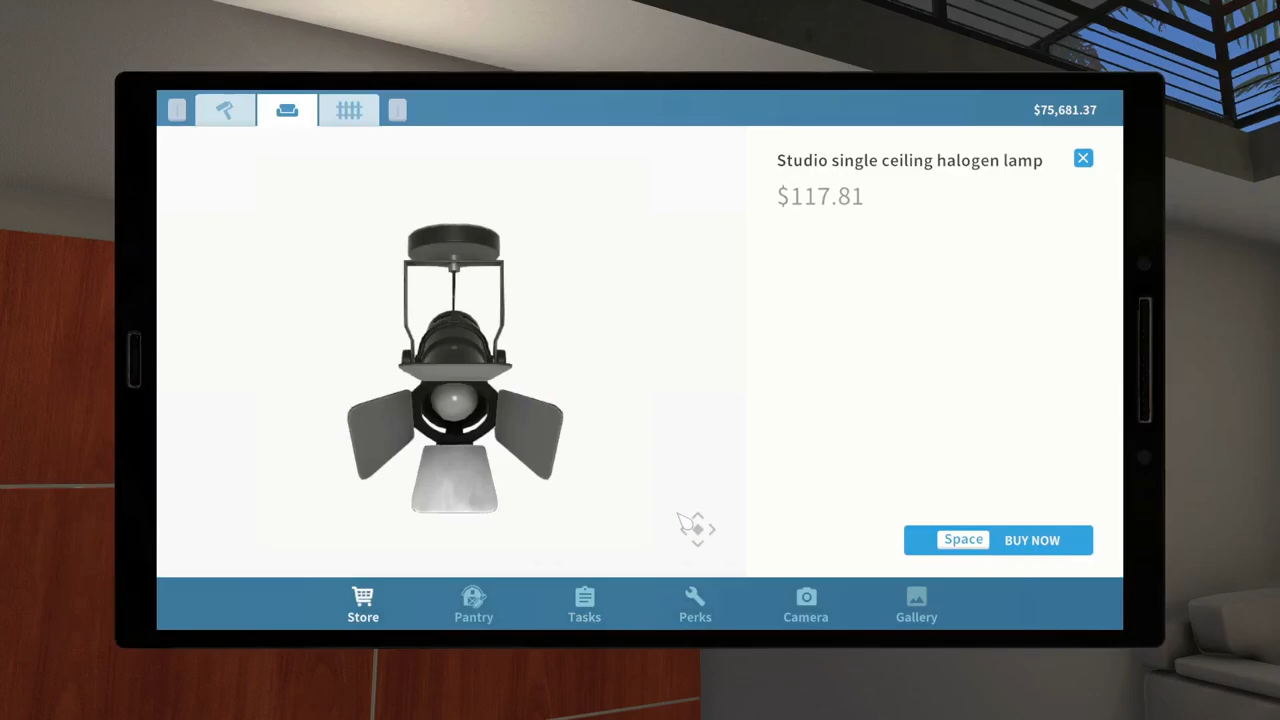 $75,681.37
Studio single ceiling halogen lamp
$117.81
Space BUY NOW
Store Pantry Tasks Perks Camera Gallery